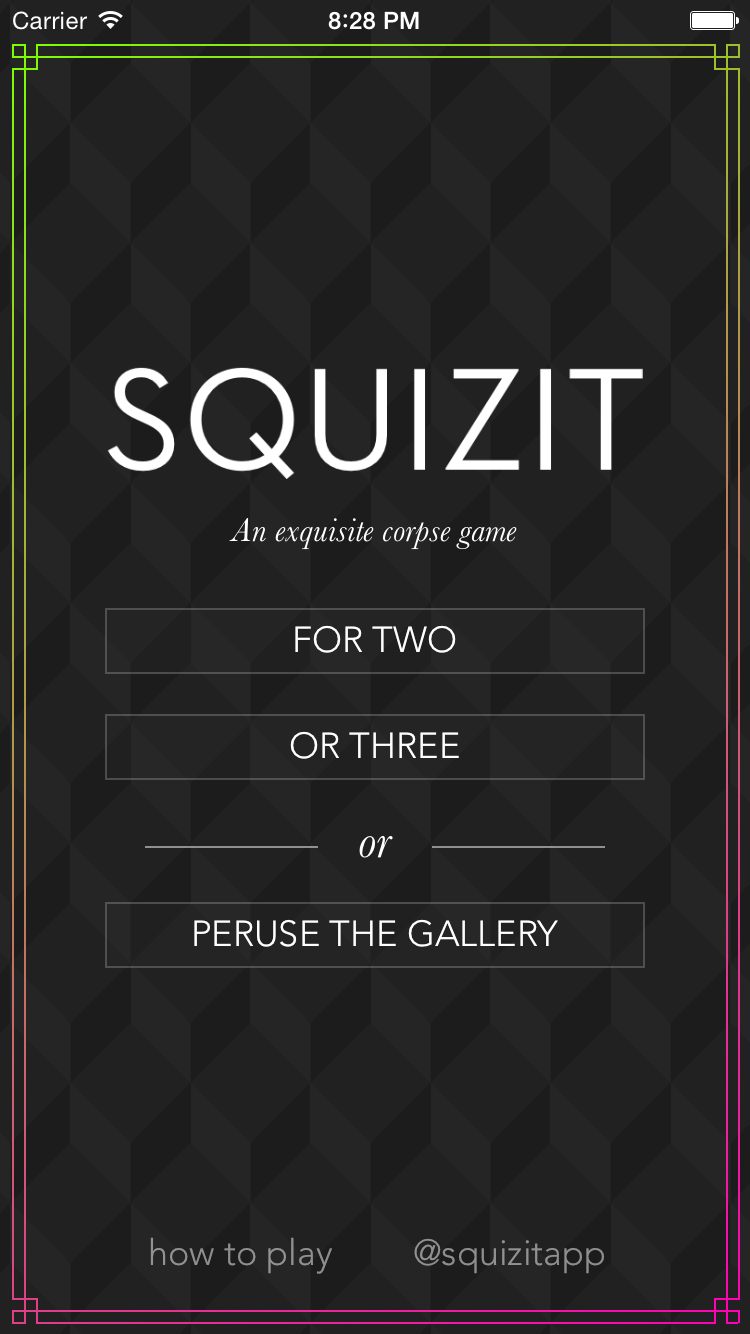 Carrier 8:28 PM
SQUIZIT
An exquisite corpse game
FOR TWO
OR THREE
or
PERUSE THE GALLERY
how to play @squizitapp